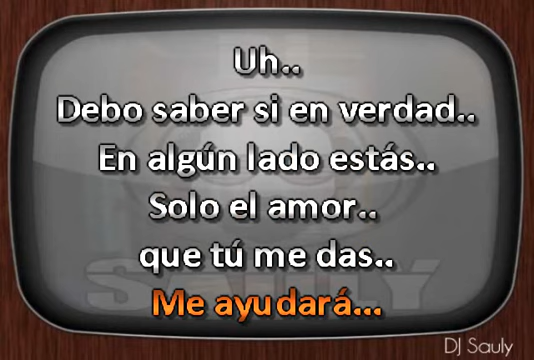 Uh..
Debo saber si en verdad..
En algún lado estás..
Solo el amor..
que tú me das..
Me ayudará...
SAULY
DJ Sauly